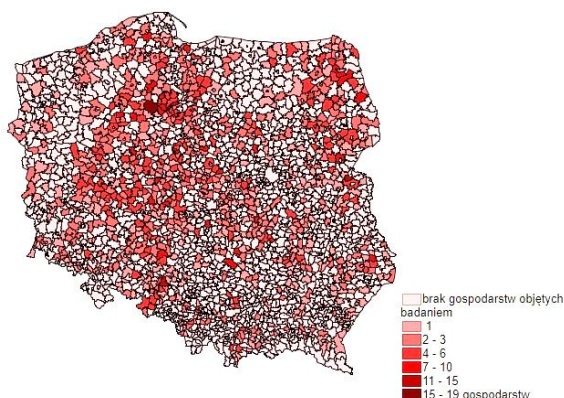 brak gospodarstw objętych
badaniem
1
2 - 3
4 - 6
7 - 10
11 - 15
15 - 19 gospodarstw